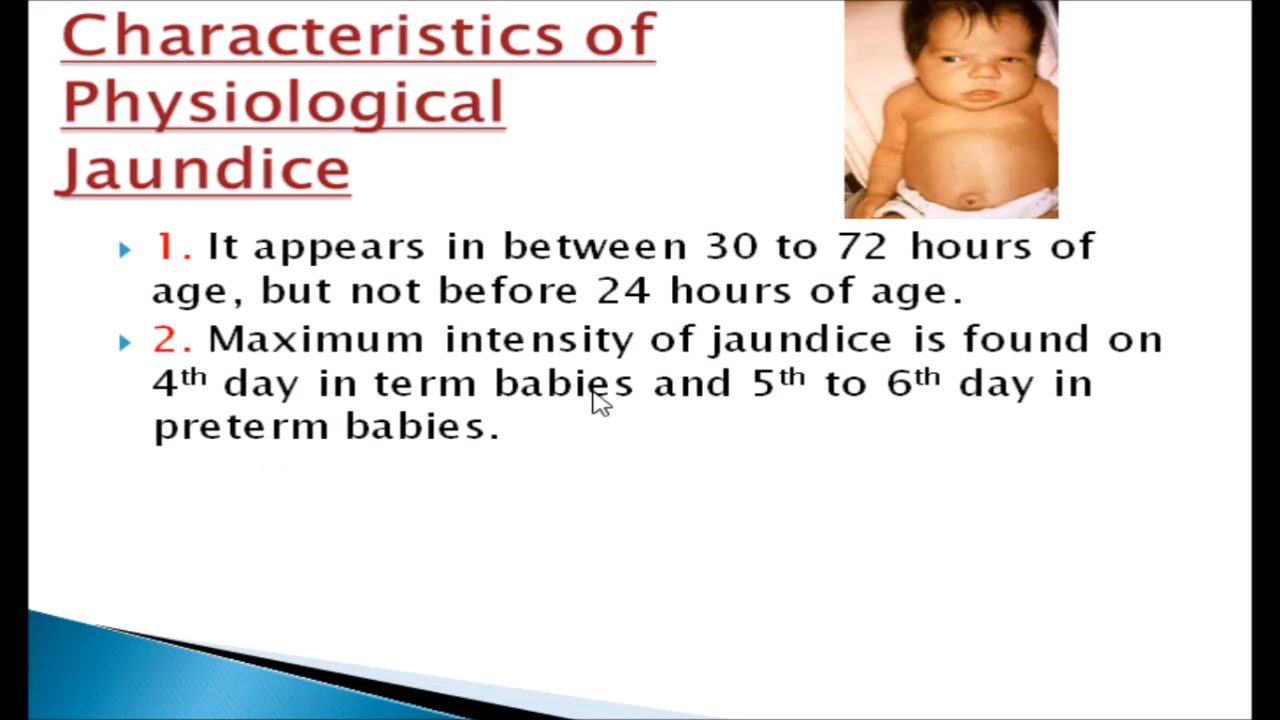 Characteristics of
Physiological
Jaundice
1. It appears in between 30 to 72 hours of
age, but not before 24 hours of age.
2. Maximum intensity of jaundice is found on
4th day in term babies and 5th to 6th day in
preterm babies.